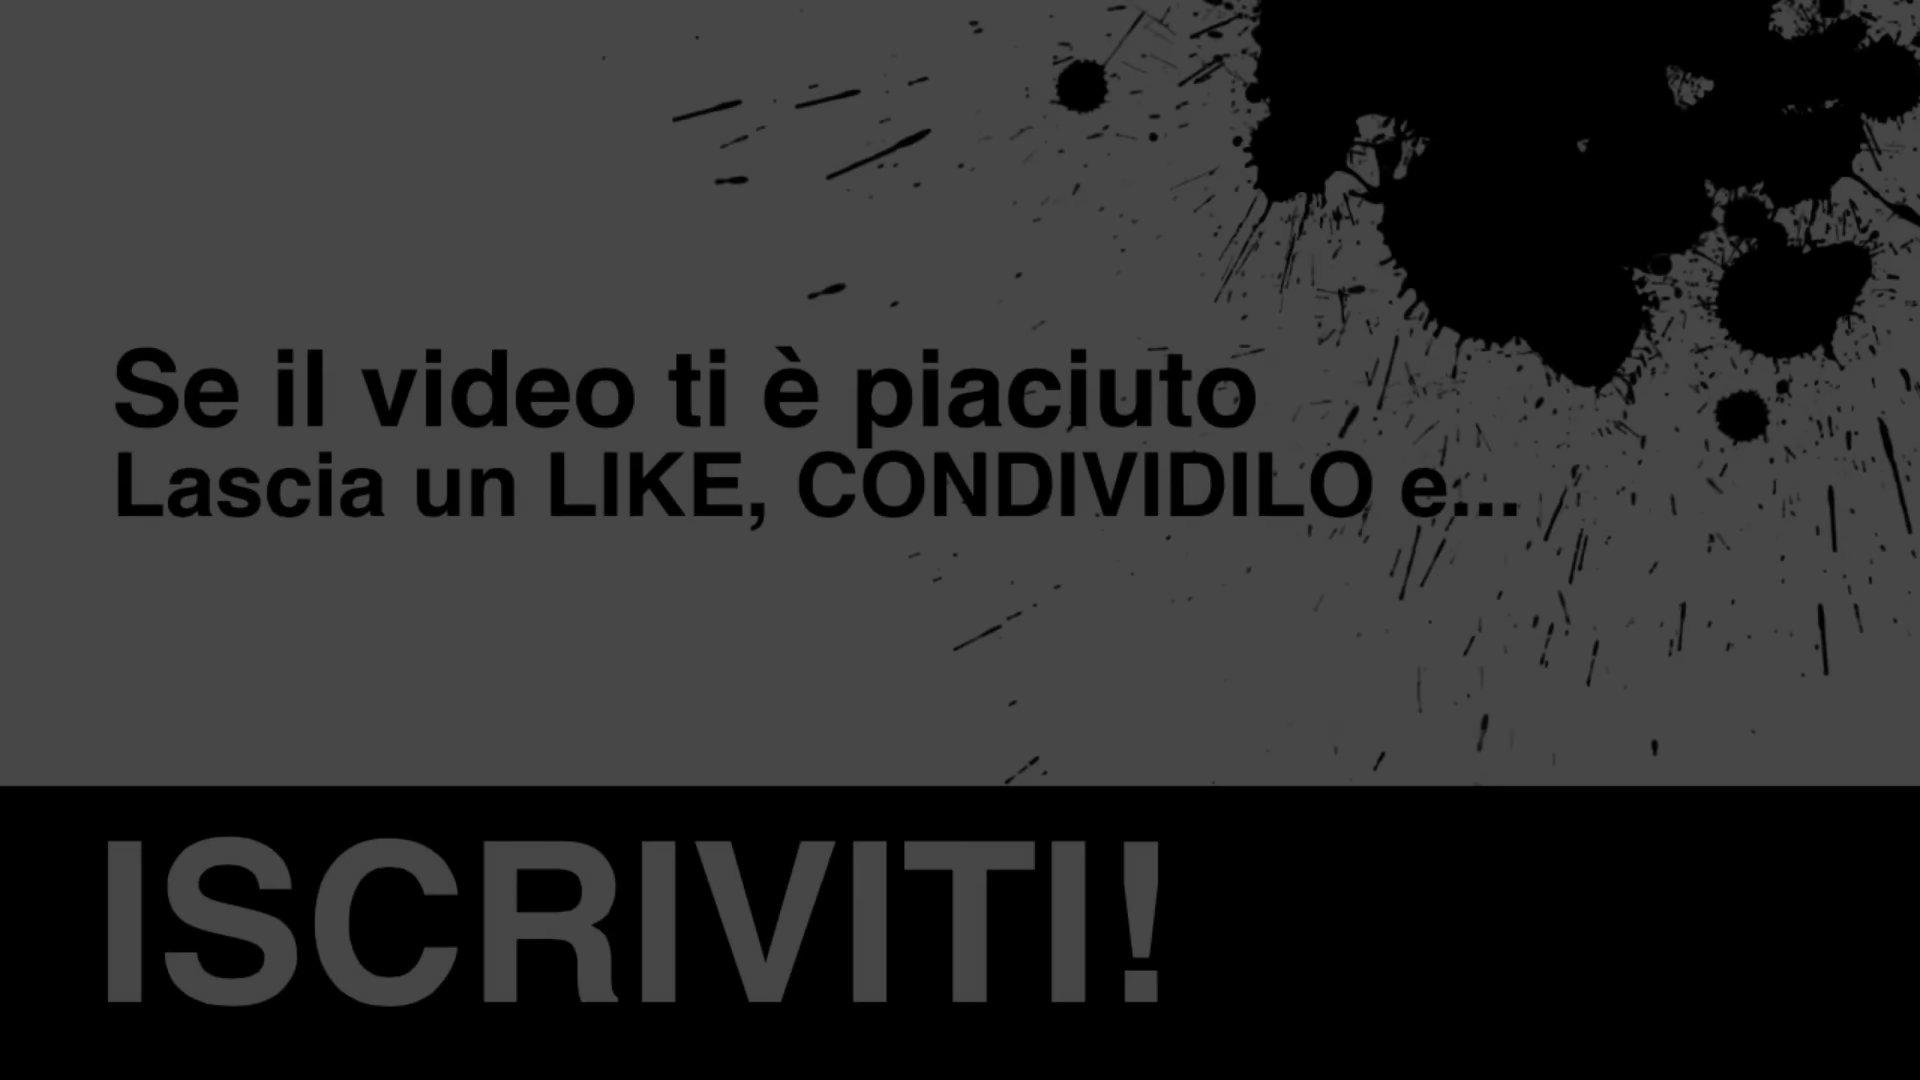 Se il video ti è piaciuto
Lascia un LIKE, CONDIVIDILO e...
ISCRIVITI!